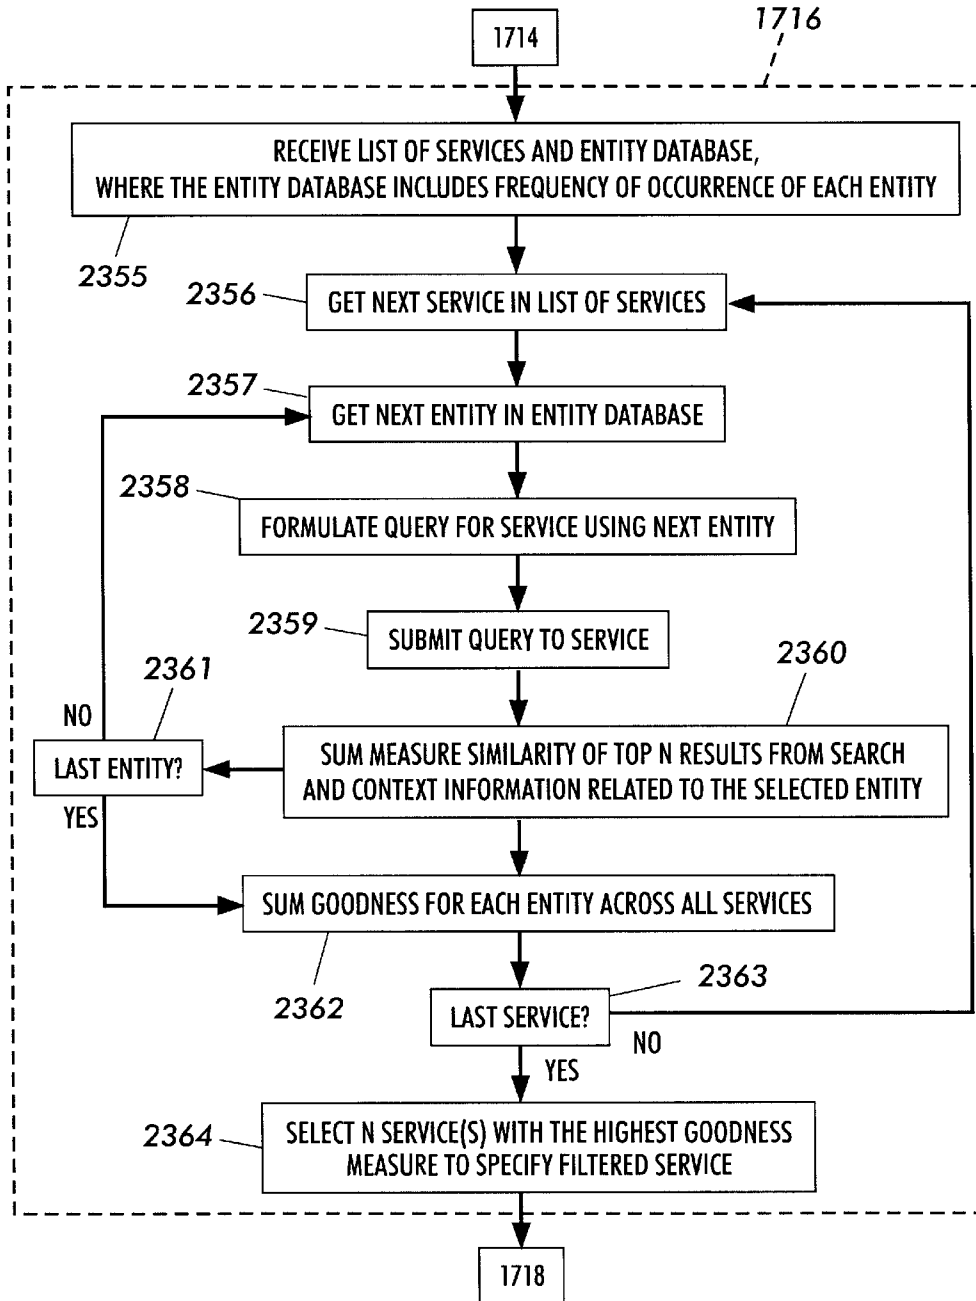 1714
1716
RECEIVE LIST OF SERVICES AND ENTITY DATABASE,
WHERE THE ENTITY DATABASE INCLUDES FREQUENCY OF OCCURRENCE OF EACH ENTITY
2355
2356
GET NEXT SERVICE IN LIST OF SERVICES
2357
GET NEXT ENTITY IN ENTITY DATABASE
2358
FORMULATE QUERY FOR SERVICE USING NEXT ENTITY
2359
SUBMIT QUERY TO SERVICE
2360
2361
NO
LAST ENTITY?
YES
SUM MEASURE SIMILARITY OF TOP N RESULTS FROM SEARCH
AND CONTEXT INFORMATION RELATED TO THE SELECTED ENTITY
SUM GOODNESS FOR EACH ENTITY ACROSS ALL SERVICES
2362
2363
LAST SERVICE?
NO
YES
2364
SELECT N SERVICE(S) WITH THE HIGHEST GOODNESS
MEASURE TO SPECIFY FILTERED SERVICE
1718